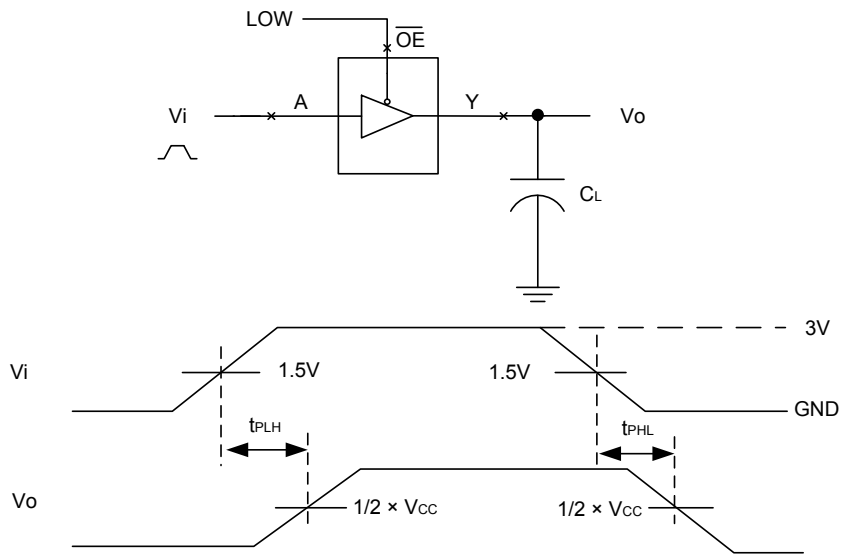 LOW
O̅E̅
A
Y
Vi
Vo
CL
3V
Vi
1.5V
1.5V
GND
tPLH
tPHL
Vo
1/2 × VCC
1/2 × VCC